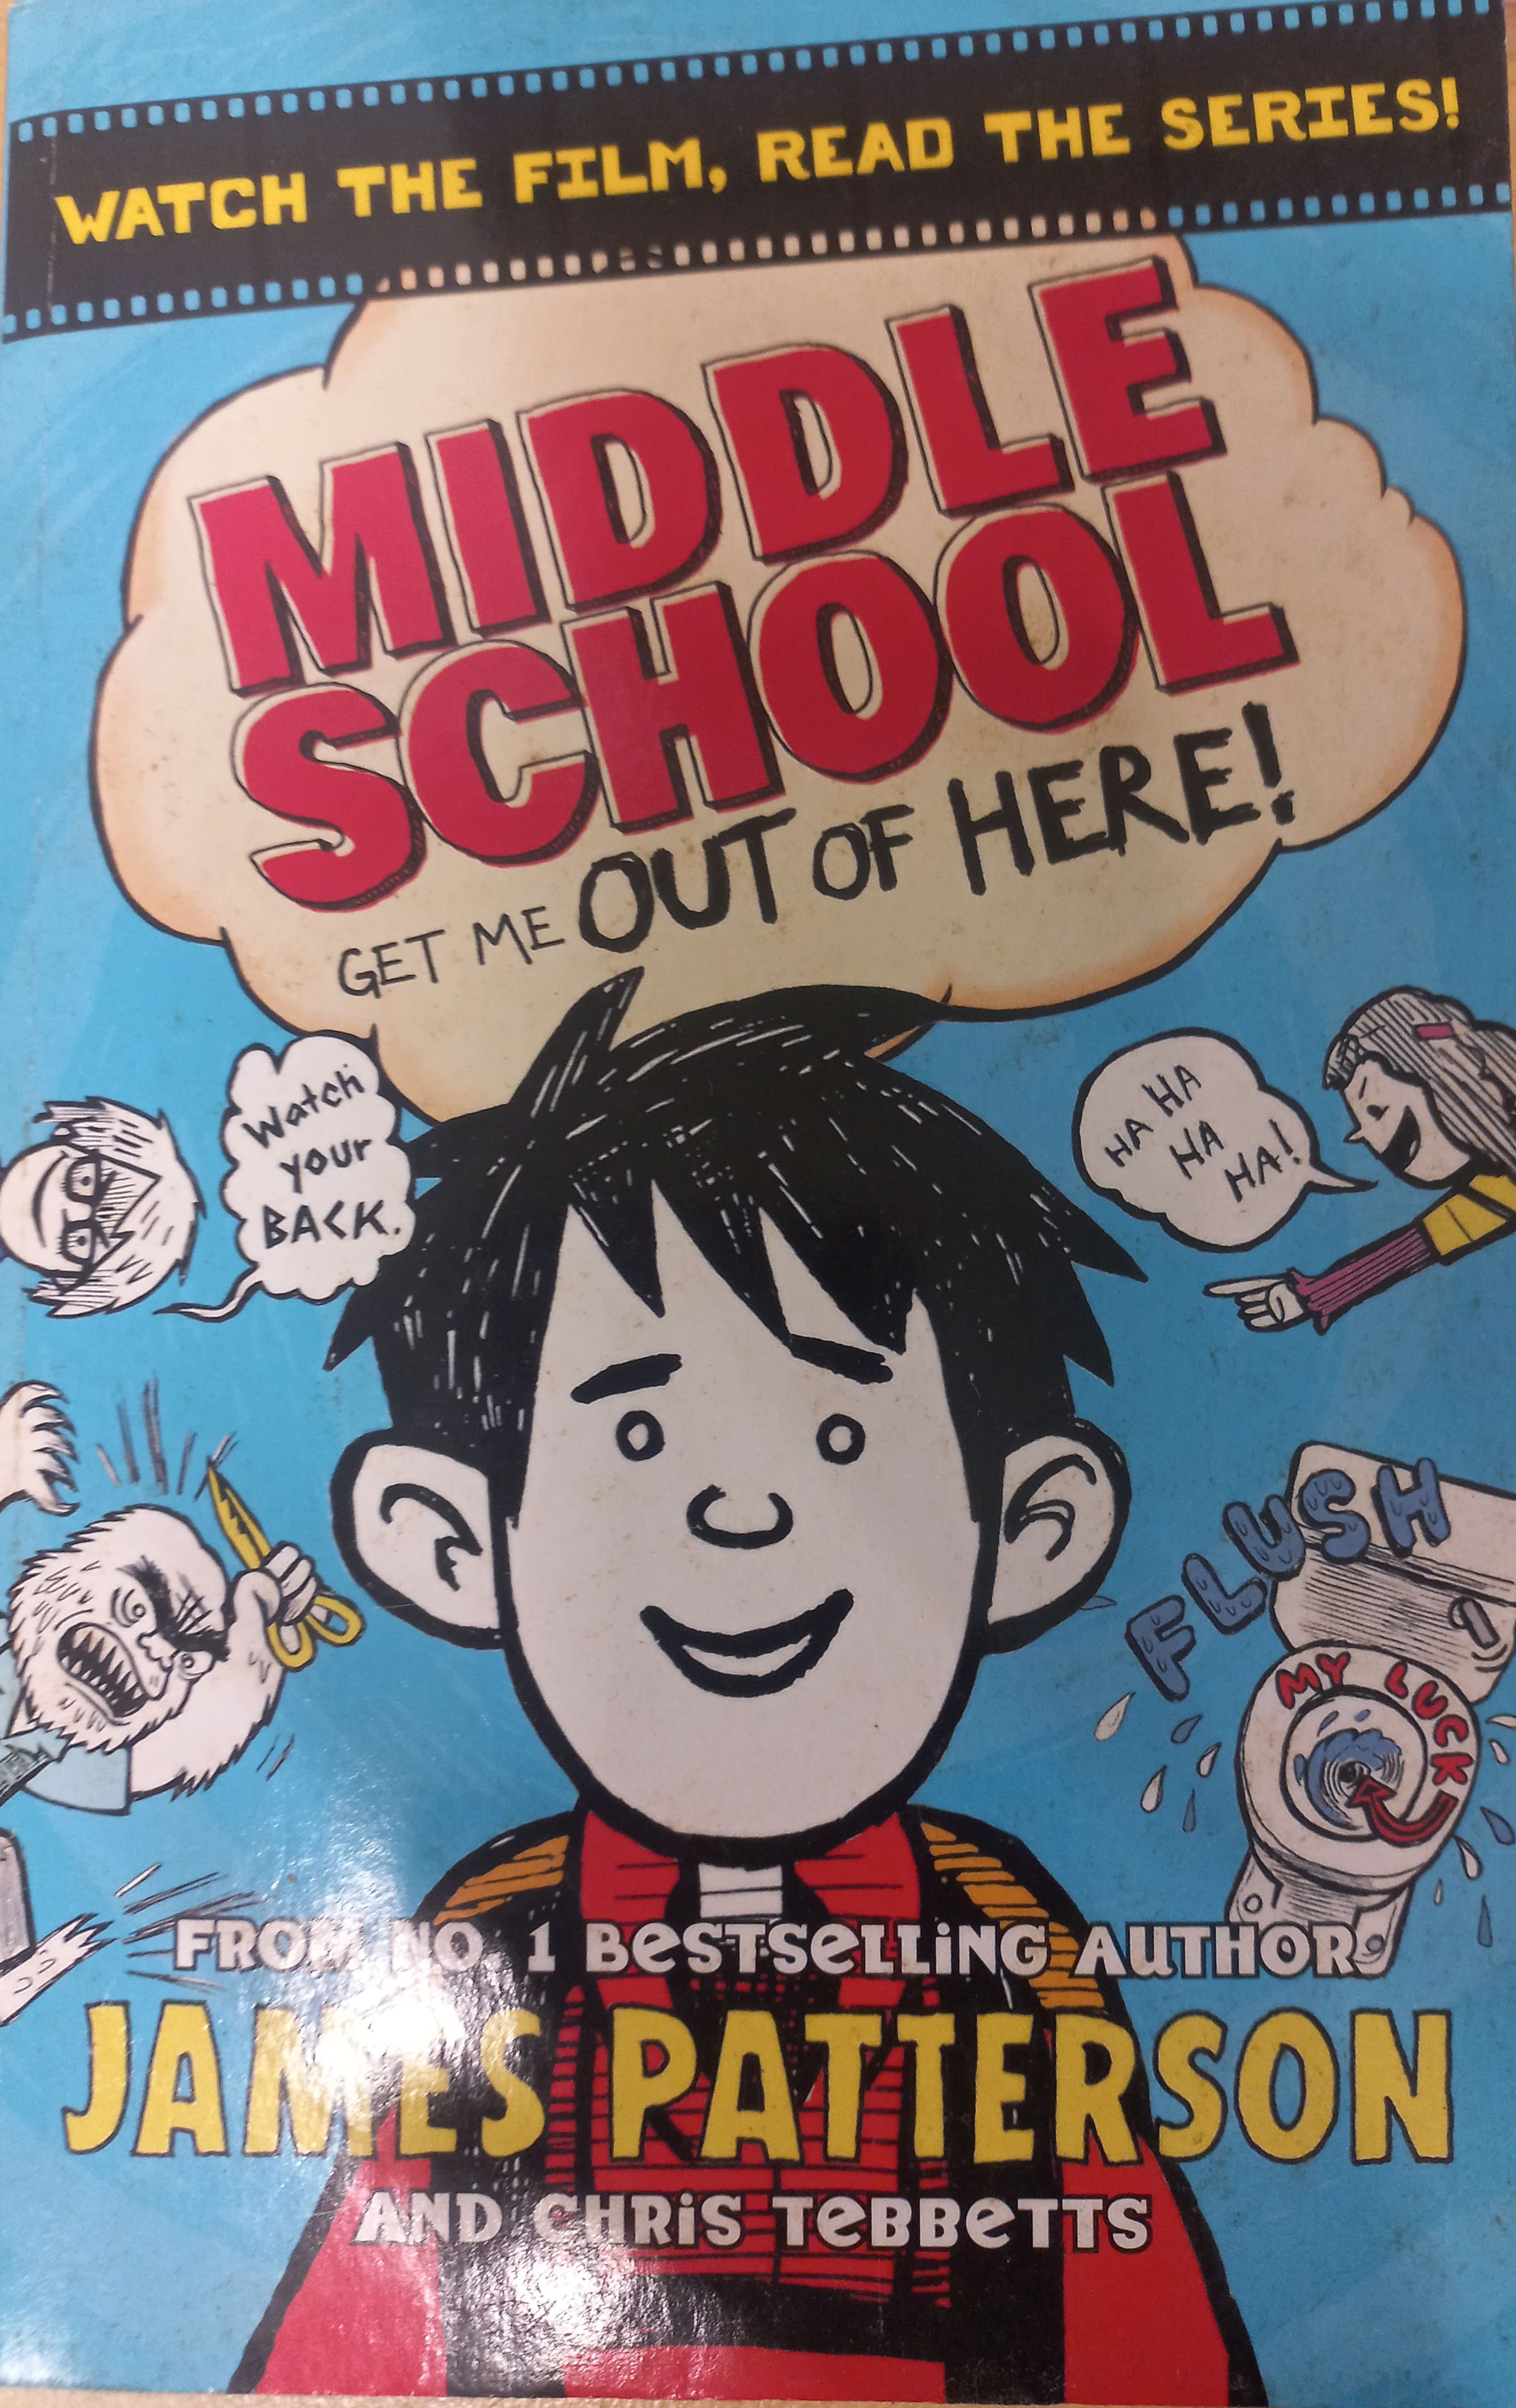 WATCH THE FILM, READ THE SERIES!
MIDDLE
SCHOOL
GET ME OUT OF HERE!
Watch
your
BACK.
HA HA
HA
HA!
FLUSH
MY LUCK
FROM NO 1 BESTSELLING AUTHOR
JAMES PATTERSON
AND CHRIS TEBBETTS